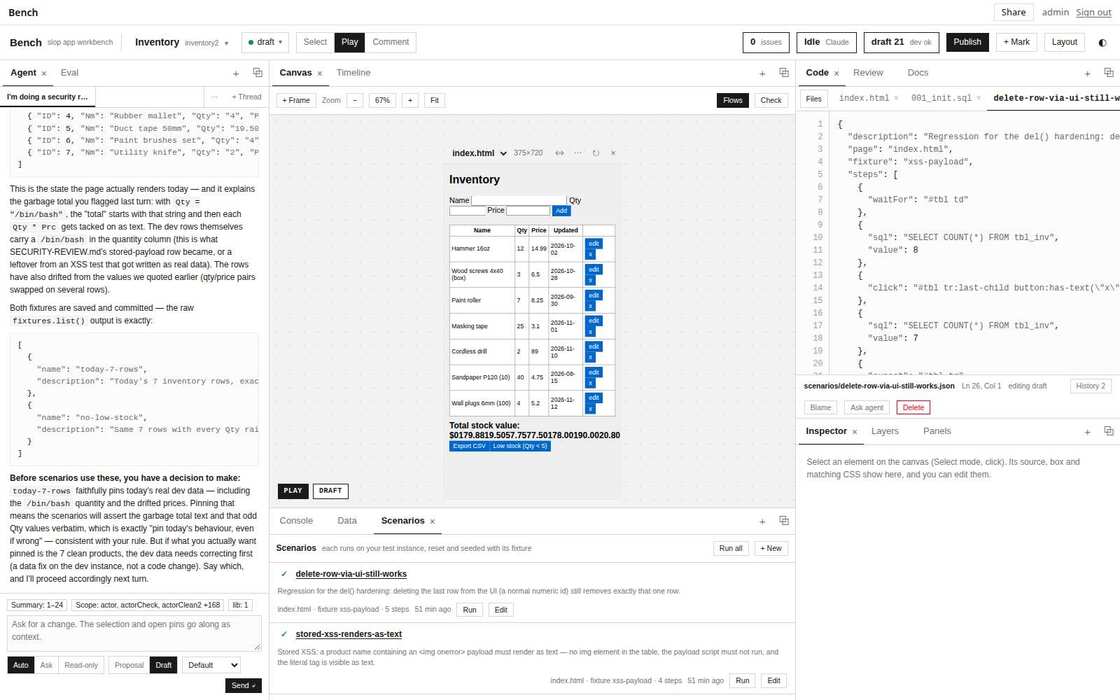 Bench
Share
admin
Sign out
Bench slop app workbench
Inventory inventory2
draft
Select Play Comment
0 issues
Idle Claude
draft 21 dev ok
Publish
+ Mark
Layout
Agent × Eval
I'm doing a security r…
+ Thread
{ "ID": 4, "Nm": "Rubber mallet", "Qty": "4", "P
{ "ID": 5, "Nm": "Duct tape 50mm", "Qty": "19.50
{ "ID": 6, "Nm": "Paint brushes set", "Qty": "4"
{ "ID": 7, "Nm": "Utility knife", "Qty": "2", "P
]
This is the state the page actually renders today — and it explains
the garbage total you flagged last turn: with Qty =
"/bin/bash", the "total" starts with that string and then each
Qty * Prc gets tacked on as text. The dev rows themselves
carry a /bin/bash in the quantity column (this is what
SECURITY-REVIEW.md's stored-payload row became, or a
leftover from an XSS test that got written as real data). The rows
have also drifted from the values we quoted earlier (qty/price pairs
swapped on several rows).
Both fixtures are saved and committed — the raw
fixtures.list() output is exactly:
[
{
"name": "today-7-rows",
"description": "Today's 7 inventory rows, exac
},
{
"name": "no-low-stock",
"description": "Same 7 rows with every Qty rai
}
]
Before scenarios use these, you have a decision to make:
today-7-rows faithfully pins today's real dev data — including
the /bin/bash quantity and the drifted prices. Pinning that
means the scenarios will assert the garbage total text and that odd
Qty values verbatim, which is exactly "pin today's behaviour, even
if wrong" — consistent with your rule. But if what you actually want
pinned is the 7 clean products, the dev data needs correcting first
(a data fix on the dev instance, not a code change). Say which,
and I'll proceed accordingly next turn.
Summary: 1–24
Scope: actor, actorCheck, actorClean2 +168
lib: 1
Ask for a change. The selection and open pins go along as
context.
Auto Ask Read-only
Proposal Draft
Default
Send
Canvas × Timeline
+ Frame
Zoom − 67% + Fit
Flows
Check
index.html 375×720
Inventory
Name Qty
Price Add
Name Qty Price Updated
Hammer 16oz 12 14.99 2026-10-02 edit x
Wood screws 4x40 (box) 3 6.5 2026-10-28 edit x
Paint roller 7 8.25 2026-09-30 edit x
Masking tape 25 3.1 2026-11-01 edit x
Cordless drill 2 89 2026-11-10 edit x
Sandpaper P120 (10) 40 4.75 2026-08-15 edit x
Wall plugs 6mm (100) 4 5.2 2026-11-12 edit x
Total stock value:
$0179.8819.5057.7577.50178.00190.0020.80
Export CSV
Low stock (Qty < 5)
PLAY
DRAFT
Console Data Scenarios ×
Scenarios each runs on your test instance, reset and seeded with its fixture
Run all
+ New
✓ delete-row-via-ui-still-works
Regression for the del() hardening: deleting the last row from the UI (a normal numeric id) still removes exactly that one row.
index.html · fixture xss-payload · 5 steps 51 min ago Run Edit
✓ stored-xss-renders-as-text
Stored XSS: a product name containing an <img onerror> payload must render as text — no img element in the table, the payload script must not run, and
the literal tag is visible as text.
index.html · fixture xss-payload · 4 steps 51 min ago Run Edit
Code × Review Docs
Files
index.html
001_init.sql
delete-row-via-ui-still-w
1 {
2 "description": "Regression for the del() hardening: de
3 "page": "index.html",
4 "fixture": "xss-payload",
5 "steps": [
6 {
7 "waitFor": "#tbl td"
8 },
9 {
10 "sql": "SELECT COUNT(*) FROM tbl_inv",
11 "value": 8
12 },
13 {
14 "click": "#tbl tr:last-child button:has-text(\"x\"
15 },
16 {
17 "sql": "SELECT COUNT(*) FROM tbl_inv",
18 "value": 7
19 },
20 {
scenarios/delete-row-via-ui-still-works.json Ln 26, Col 1 editing draft
History 2
Blame
Ask agent
Delete
Inspector × Layers Panels
Select an element on the canvas (Select mode, click). Its source, box and
matching CSS show here, and you can edit them.